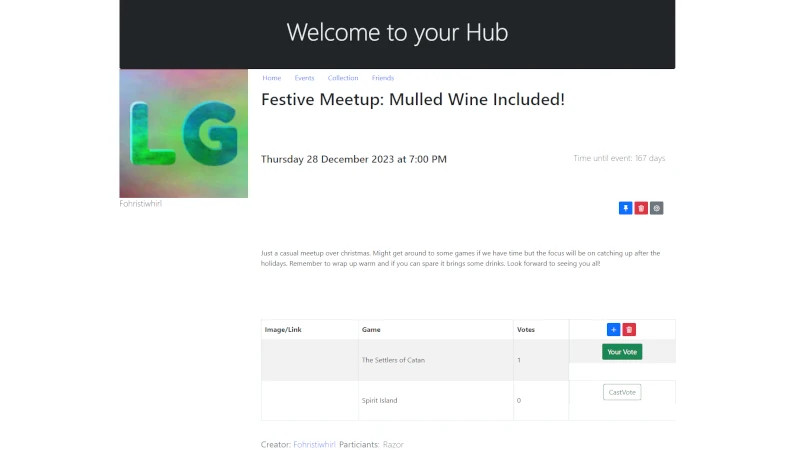 Welcome to your Hub
LG
Home Events Collection Friends
Festive Meetup: Mulled Wine Included!
Thursday 28 December 2023 at 7:00 PM Time until event: 167 days
Fohristiwhirl
Just a casual meetup over christmas. Might get around to some games if we have time but the focus will be on catching up after the
holidays. Remember to wrap up warm and if you can spare it brings some drinks. Look forward to seeing you all!
Image/Link Game Votes +
The Settlers of Catan 1 Your Vote
Spirit Island 0 CastVote
Creator: Fohristiwhirl Particiants: Razor